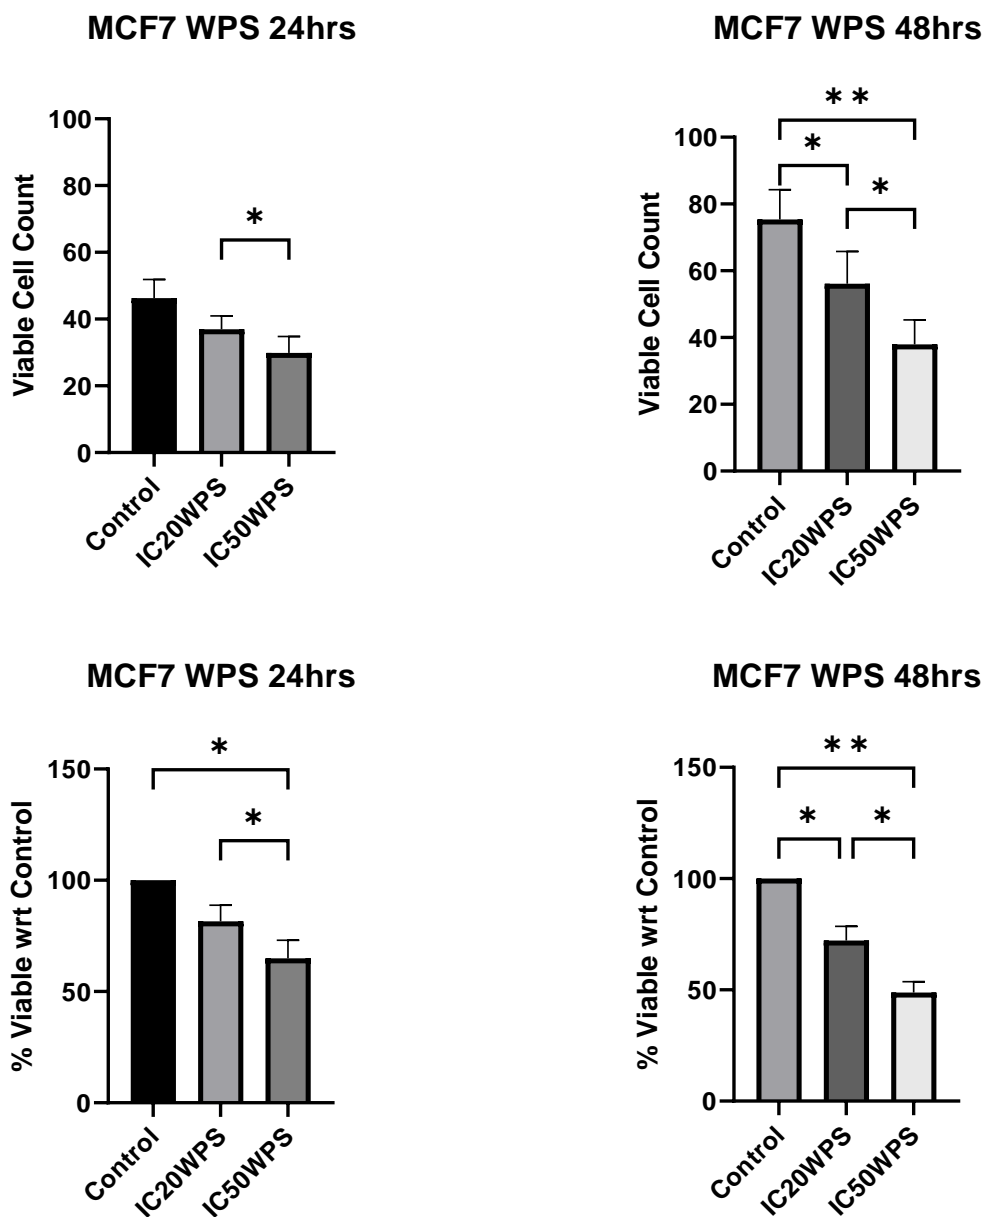 MCF7 WPS 24hrs
Viable Cell Count
100
80
60
40
20
0
*
Control
IC20WPS
IC50WPS
MCF7 WPS 48hrs
Viable Cell Count
100
80
60
40
20
0
**
*
*
Control
IC20WPS
IC50WPS
MCF7 WPS 24hrs
% Viable wrt Control
150
100
50
0
*
*
Control
IC20WPS
IC50WPS
MCF7 WPS 48hrs
% Viable wrt Control
150
100
50
0
**
*
*
Control
IC20WPS
IC50WPS